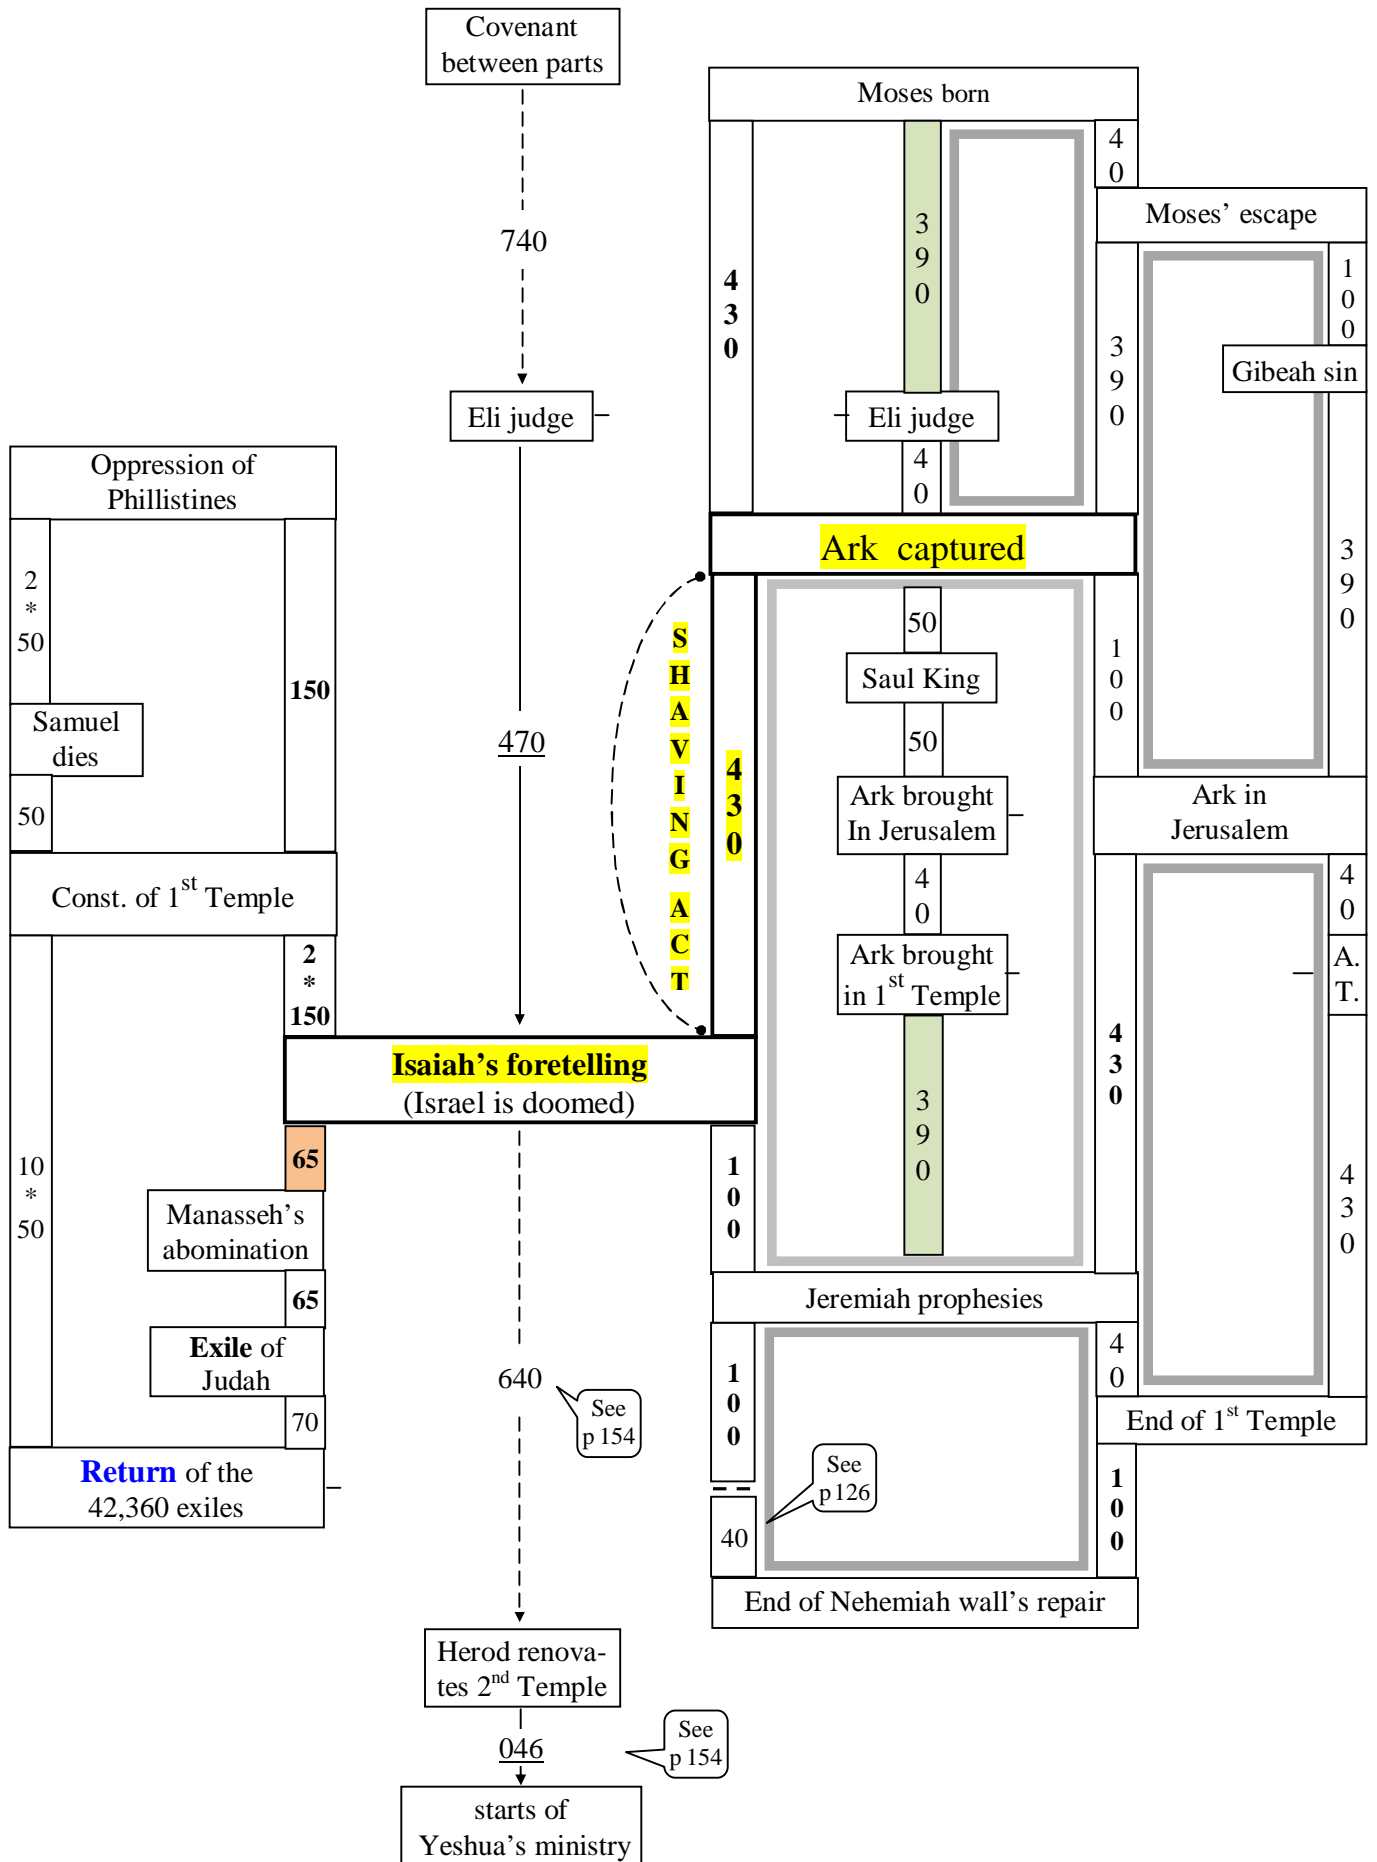 Covenant
between parts
740
Eli judge
470
Oppression of
Phillistines
2
*
50
150
Samuel
dies
50
Const. of 1st Temple
2
*
150
10
*
50
Isaiah’s foretelling
(Israel is doomed)
65
Manasseh’s
abomination
65
Exile of
Judah
70
Return of the
42,360 exiles
640
See
p 154
Herod renova-
tes 2nd Temple
046
See
p 154
starts of
Yeshua’s ministry
Moses born
4
3
0
3
9
0
4
0
Moses’ escape
1
0
0
Gibeah sin
3
9
0
Eli judge
4
0
3
9
0
Ark captured
S
H
A
V
I
N
G
A
C
T
4
3
0
50
Saul King
50
Ark brought
In Jerusalem
4
0
Ark brought
in 1st Temple
3
9
0
1
0
0
Ark in
Jerusalem
4
0
A.
T.
4
3
0
4
3
0
1
0
0
Jeremiah prophesies
1
0
0
4
0
End of 1st Temple
See
p 126
40
1
0
0
End of Nehemiah wall’s repair